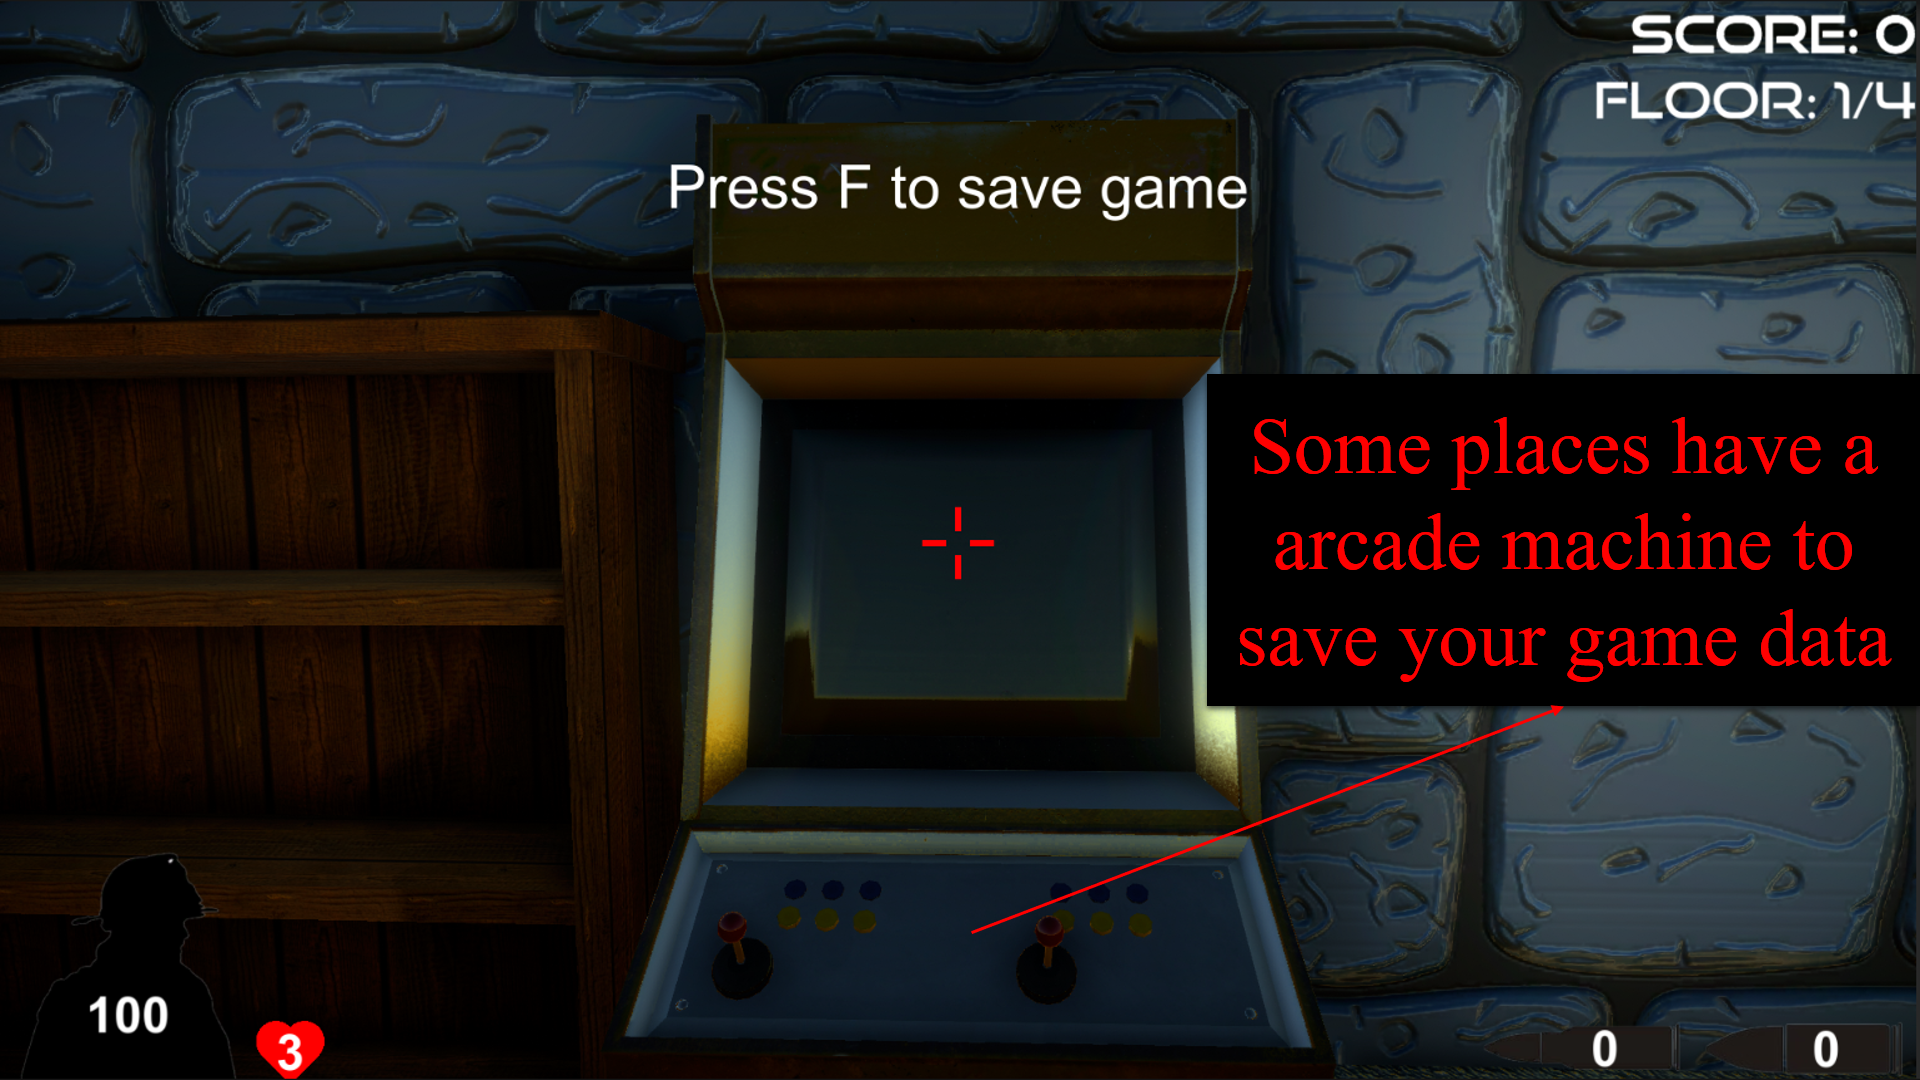 SCORE: 0
FLOOR: 1/4
Press F to save game
Some places have a
arcade machine to
save your game data
100
3
0
0